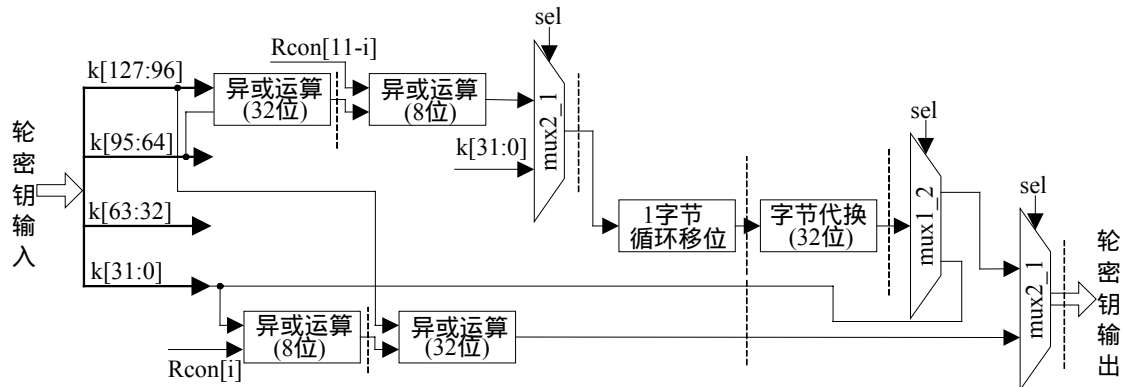 sel
Rcon[11-i]
k[127:96]
异或运算
(32位)
异或运算
(8位)
mux2_1
k[95:64]
k[31:0]
轮密钥输入
k[63:32]
k[31:0]
1字节
循环移位
字节代换
(32位)
sel
mux1_2
sel
mux2_1
轮密钥输出
异或运算
(8位)
异或运算
(32位)
Rcon[i]